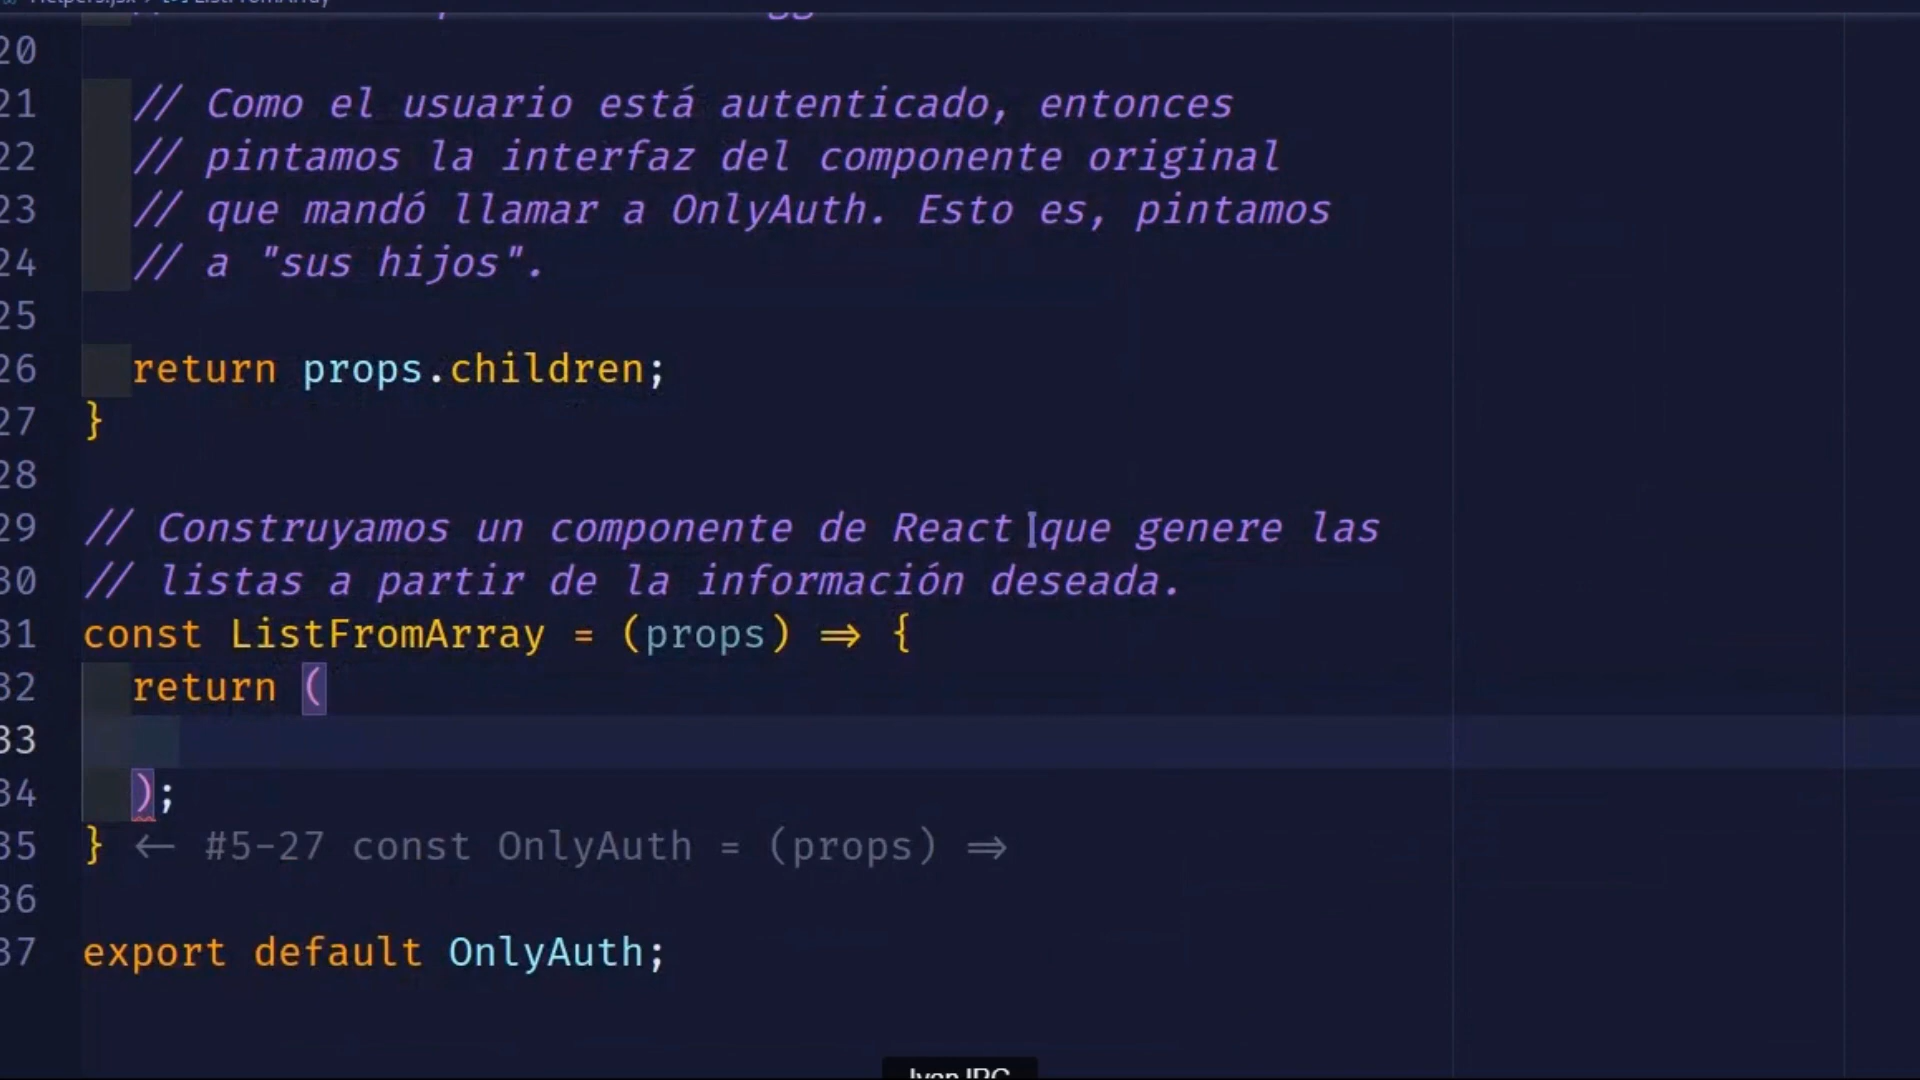 20
21 // Como el usuario está autenticado, entonces
22 // pintamos la interfaz del componente original
23 // que mandó llamar a OnlyAuth. Esto es, pintamos
24 // a "sus hijos".
25
26 return props.children;
27 }
28
29 // Construyamos un componente de React que genere las
30 // listas a partir de la información deseada.
31 const ListFromArray = (props) => {
32 return (
33
34 );
35 } <- #5-27 const OnlyAuth = (props) =>
36
37 export default OnlyAuth;